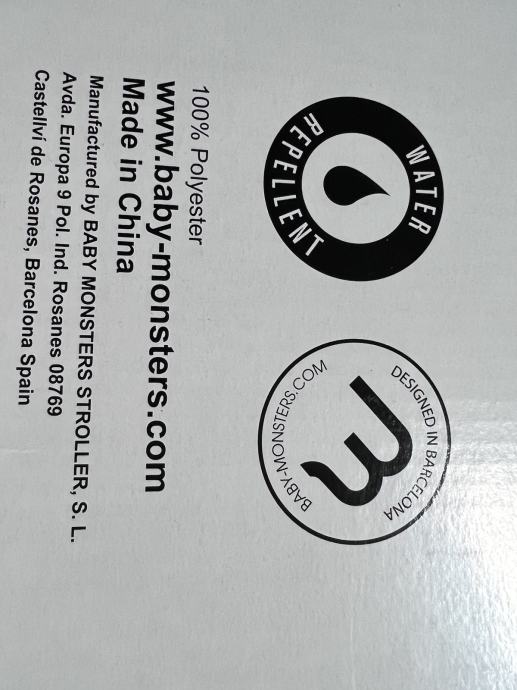 WATER
REPELLENT
DESIGNED IN BARCELONA
BABY-MONSTERS.COM
100% Polyester
www.baby-monsters.com
Made in China
Manufactured by BABY MONSTERS STROLLER, S. L.
Avda. Europa 9 Pol. Ind. Rosanes 08769
Castellví de Rosanes, Barcelona Spain